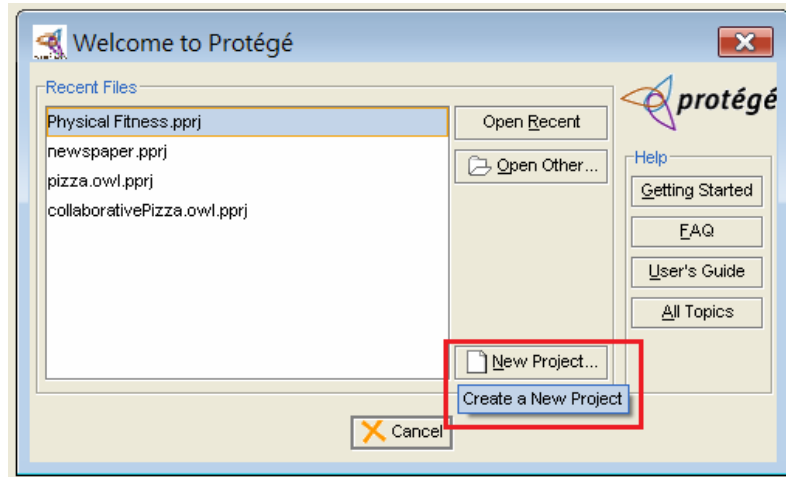 Welcome to Protégé
Recent Files
Physical Fitness.pprj
newspaper.pprj
pizza.owl.pprj
collaborativePizza.owl.pprj
Open Recent
Open Other...
New Project...
Create a New Project
Cancel
protégé
Help
Getting Started
FAQ
User's Guide
All Topics